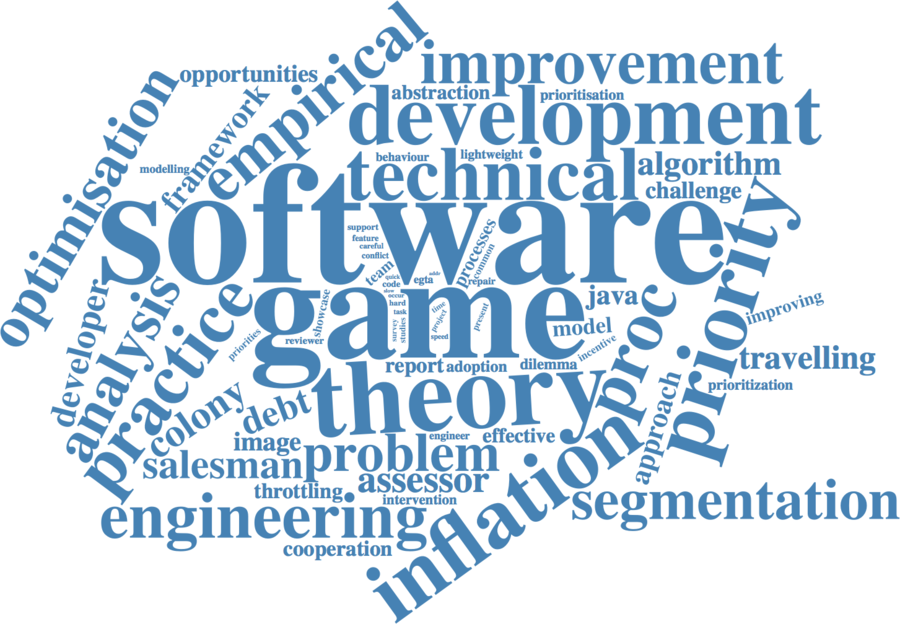 empirical
improvement
opportunities
optimisation
framework
abstraction
prioritisation
development
modelling
behaviour
lightweight
technical
algorithm
challenge
software
priority
support
feature
careful
conflict
processes
common
team
quick
code
egta
repair
slow
occur
hard
task
time
project
speed
present
survey
studies
developer
analysis
practice
game
java
proc
improving
showcase
reviewer
priorities
model
incentive
report
adoption
dilemma
travelling
prioritization
theory
approach
colony
debt
image
engineer
effective
salesman
problem
assessor
throttling
intervention
inflation
segmentation
engineering
cooperation